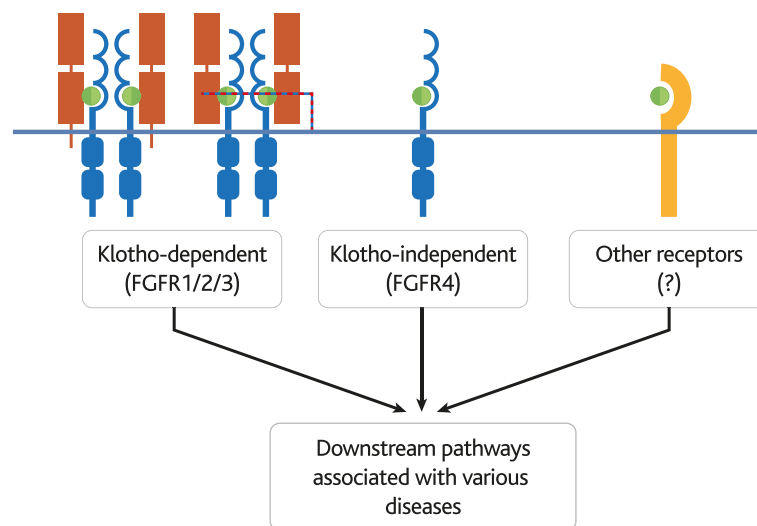 Klotho-dependent
(FGFR1/2/3)
Klotho-independent
(FGFR4)
Other receptors
(?)
Downstream pathways
associated with various
diseases